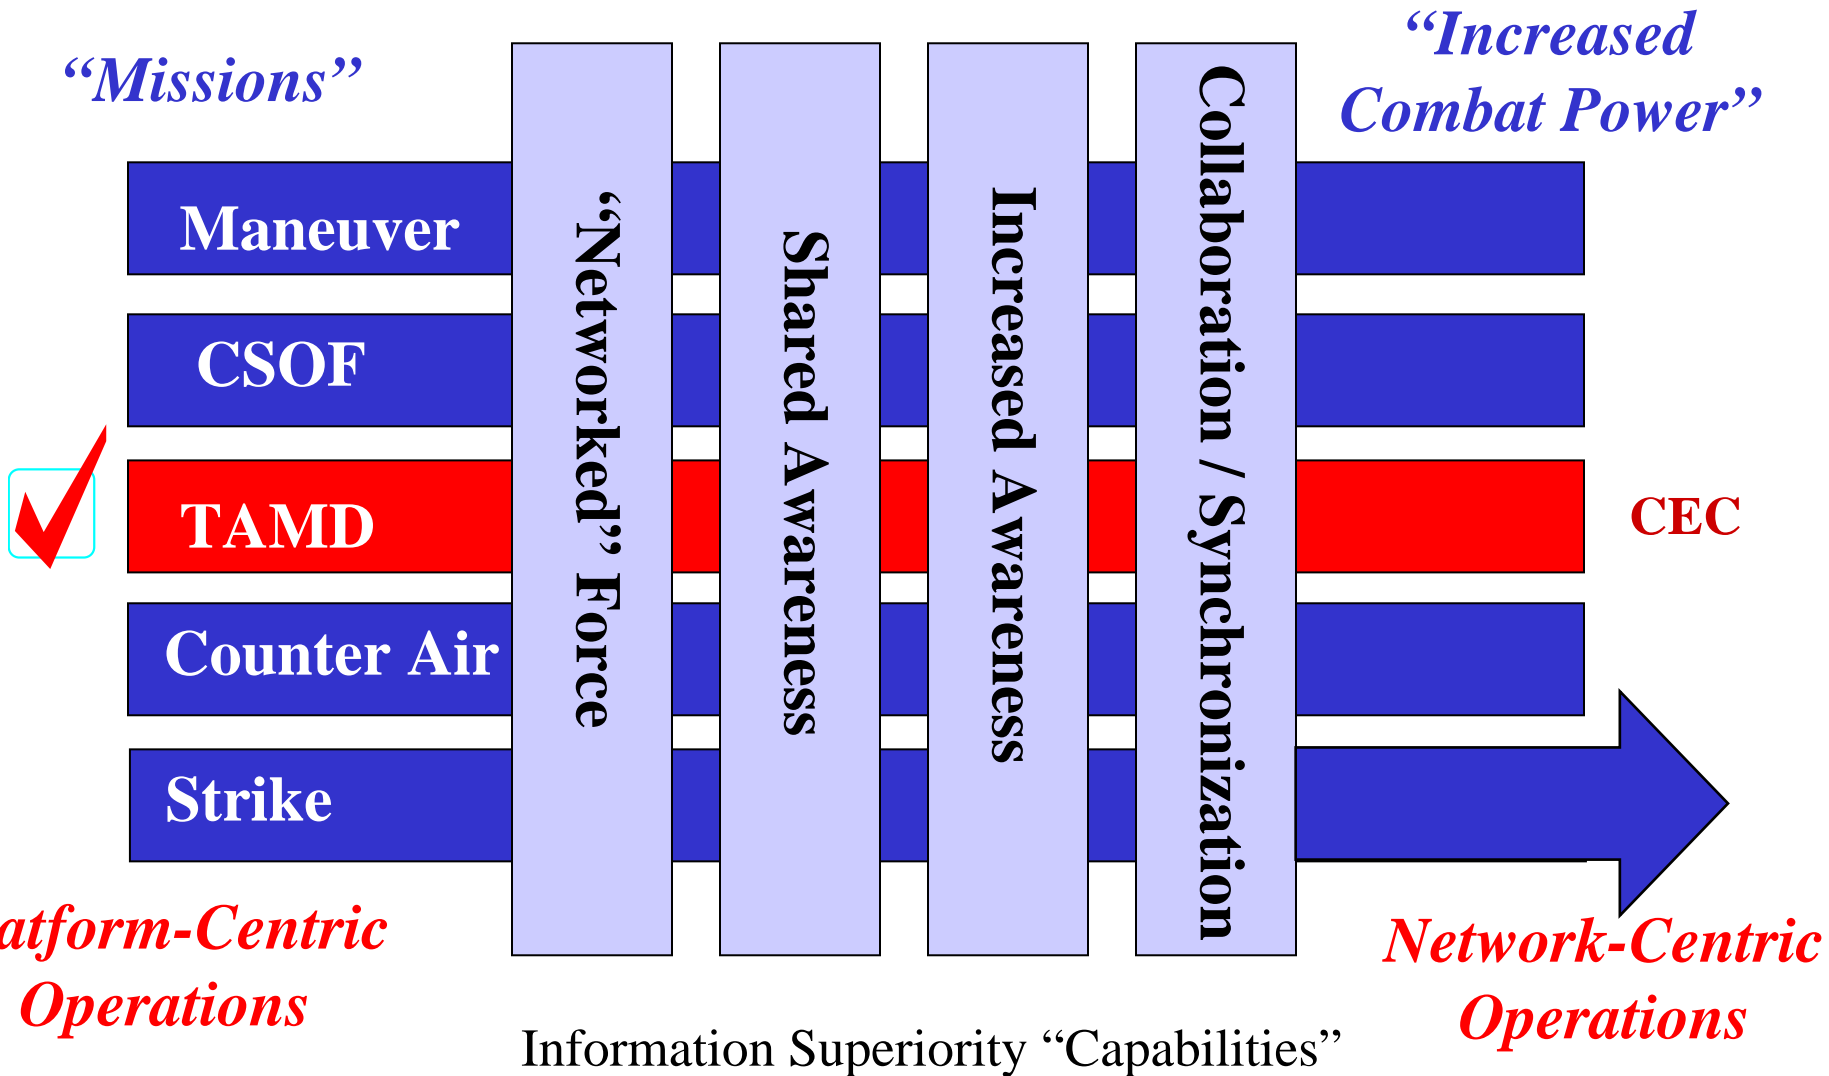 “Missions”
“Increased
Combat Power”
Maneuver
CSOF
TAMD
Counter Air
Strike
“Networked” Force
Shared Awareness
Increased Awareness
Collaboration / Synchronization
CEC
atform-Centric
Operations
Network-Centric
Operations
Information Superiority “Capabilities”